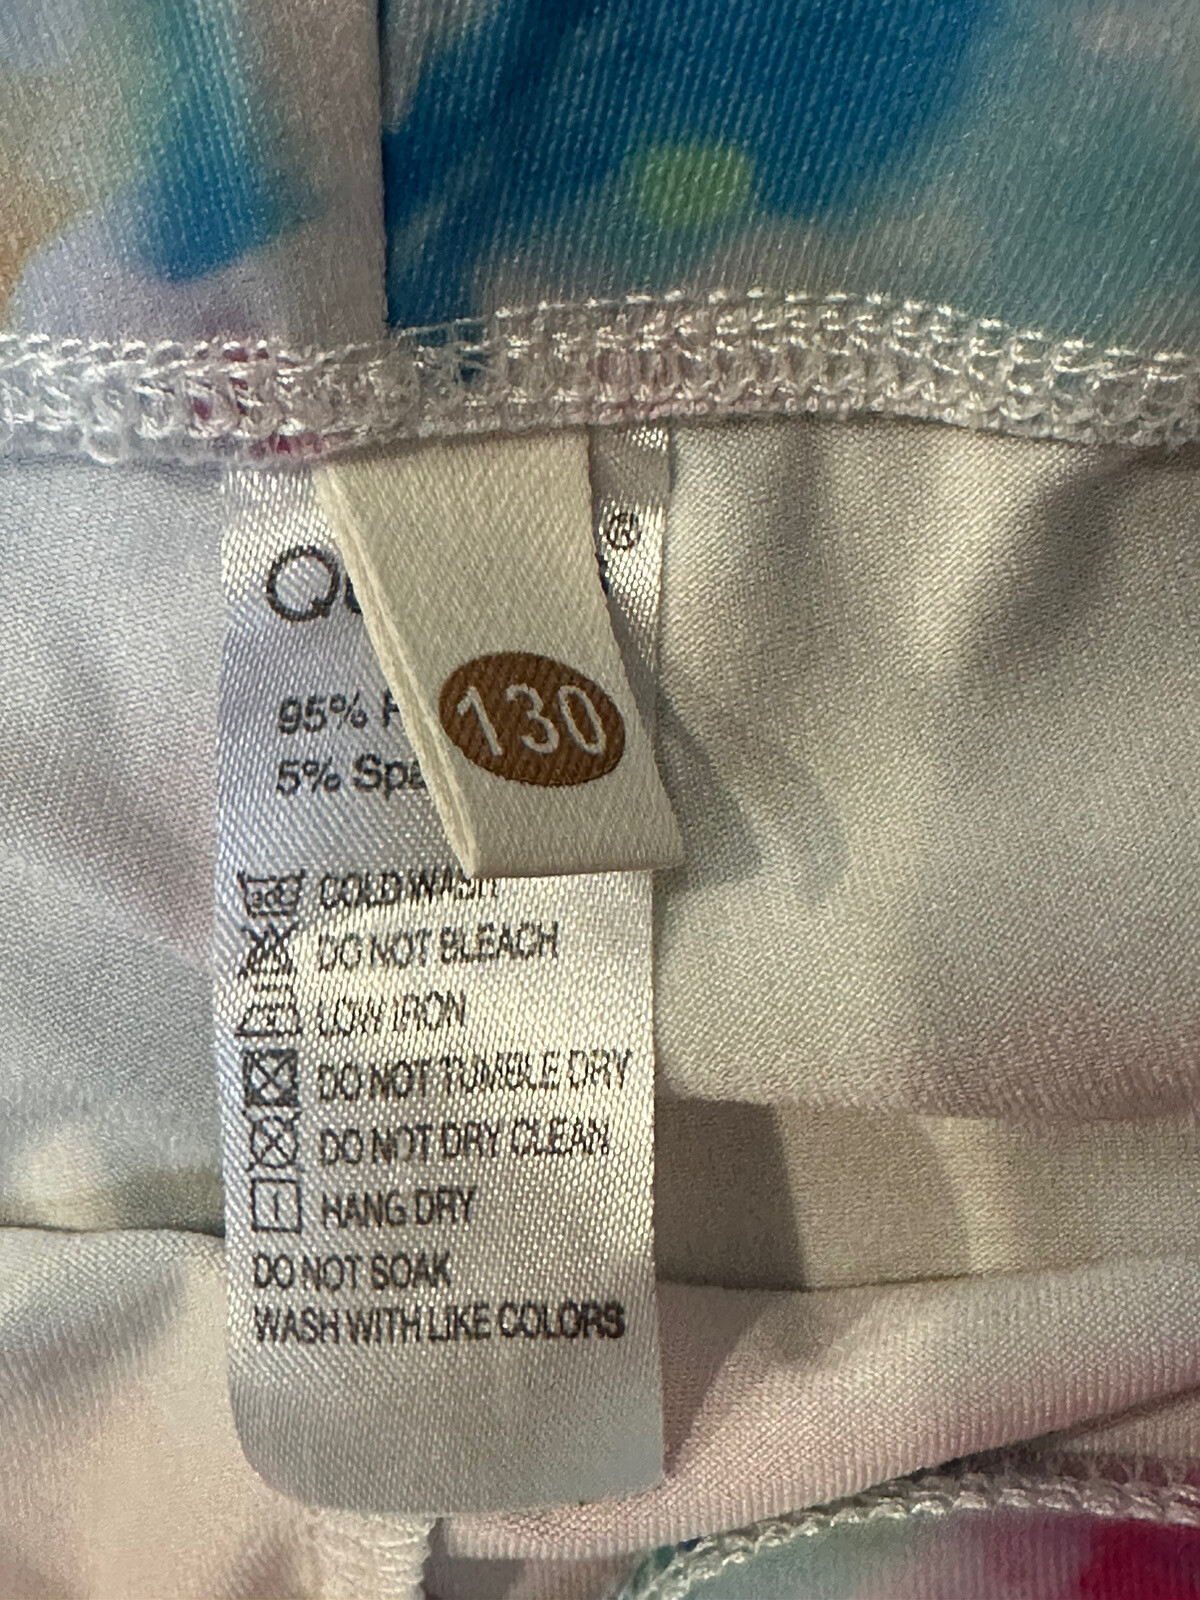 ®
130
95%
5%
COLD WASH
DO NOT BLEACH
LOW IRON
DO NOT TUMBLE DRY
DO NOT DRY CLEAN
HANG DRY
DO NOT SOAK
WASH WITH LIKE COLORS